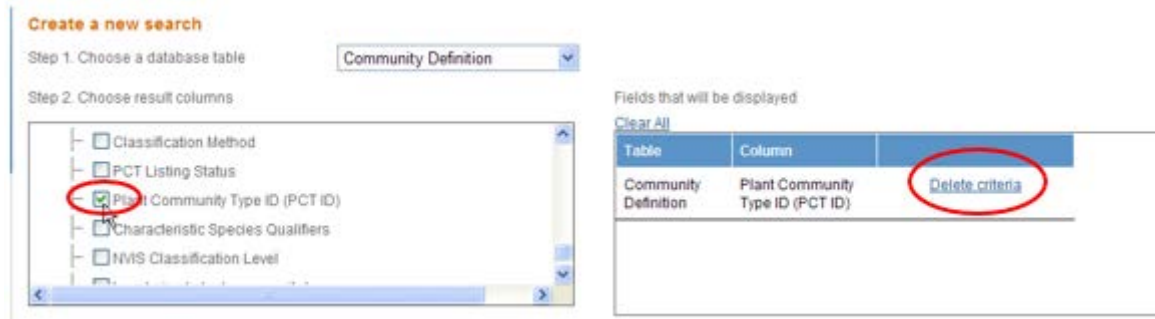 Create a new search
Step 1. Choose a database table
Community Definition
Step 2. Choose result columns
Classification Method
PCT Listing Status
Plant Community Type ID (PCT ID)
Characteristic Species Qualifiers
NVIS Classification Level
Fields that will be displayed
Clear All
Table Column
Community Plant Community Delete criteria
Definition Type ID (PCT ID)